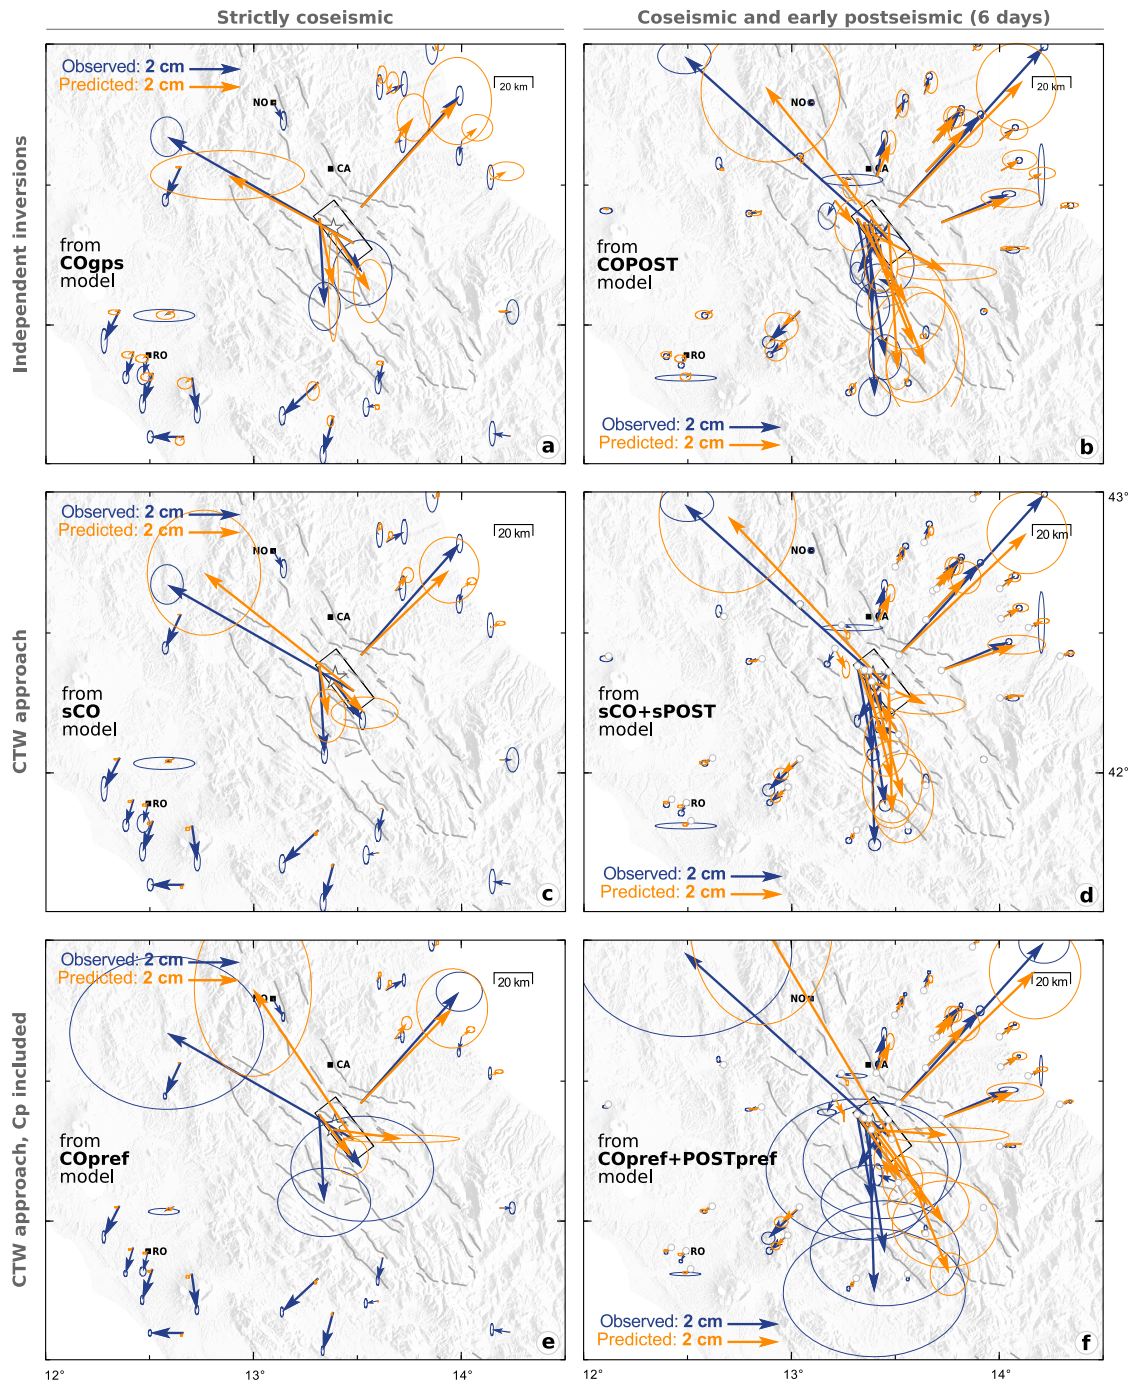 Strictly coseismic
Coseismic and early postseismic (6 days)
Independent inversions
Observed: 2 cm
Predicted: 2 cm
20 km
NO
CA
from
COgps
model
RO
a
20 km
NO
CA
from
COPOST
model
RO
Observed: 2 cm
Predicted: 2 cm
b
CTW approach
Observed: 2 cm
Predicted: 2 cm
20 km
NO
CA
from
sCO
model
RO
c
43°
20 km
NO
CA
from
sCO+sPOST
model
42°
RO
Observed: 2 cm
Predicted: 2 cm
d
CTW approach, Cp included
Observed: 2 cm
Predicted: 2 cm
20 km
NO
CA
from
COpref
model
RO
e
20 km
NO
CA
from
COpref+POSTpref
model
RO
Observed: 2 cm
Predicted: 2 cm
f
12° 13° 14° 13° 14°